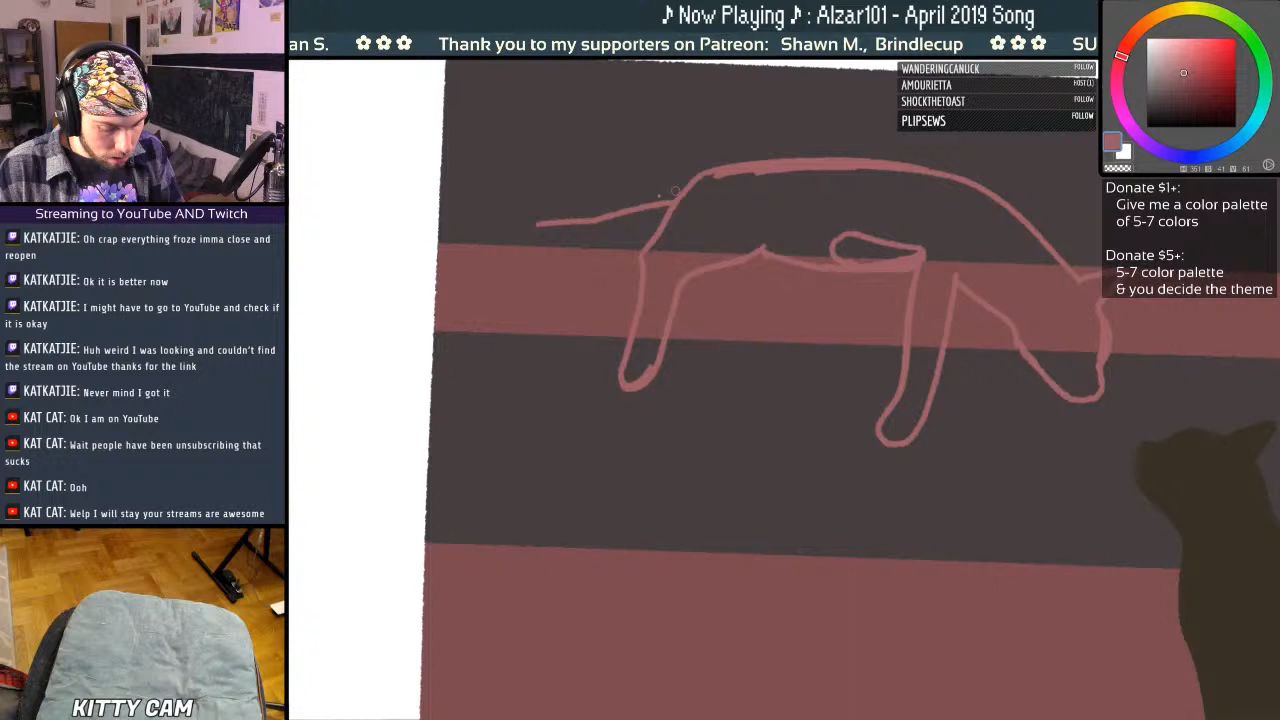 ♪ Now Playing ♪ : Alzar101 - April 2019 Song
an S. ✿ ✿ ✿ Thank you to my supporters on Patreon: Shawn M., Brindlecup ✿ ✿ ✿ SU
WANDERINGCANUCK FOLLOW
AMOURIETTA HOST(1)
SHOCKTHETOAST FOLLOW
PLIPSEWS FOLLOW
351 S 41 V 61
Donate $1+:
Give me a color palette
of 5-7 colors
Donate $5+:
5-7 color palette
& you decide the theme
Streaming to YouTube AND Twitch
KATKATJIE: Oh crap everything froze imma close and
reopen
KATKATJIE: Ok it is better now
KATKATJIE: I might have to go to YouTube and check if
it is okay
KATKATJIE: Huh weird I was looking and couldn't find
the stream on YouTube thanks for the link
KATKATJIE: Never mind I got it
KAT CAT: Ok I am on YouTube
KAT CAT: Wait people have been unsubscribing that
sucks
KAT CAT: Ooh
KAT CAT: Welp I will stay your streams are awesome
KITTY CAM